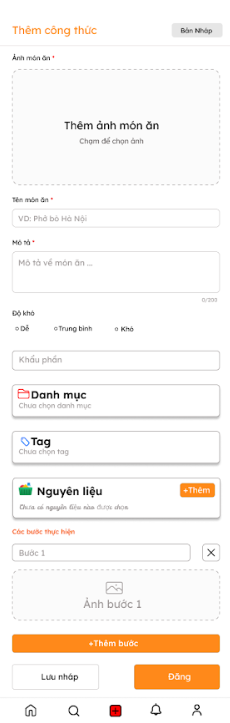 Thêm công thức
Bản Nháp
Ảnh món ăn *
Thêm ảnh món ăn
Chạm để chọn ảnh
Tên món ăn *
VD: Phở bò Hà Nội
Mô tả *
Mô tả về món ăn ...
0/300
Độ khó
Dễ
Trung bình
Khó
Khẩu phần
Danh mục
Chưa chọn danh mục
Tag
Chưa chọn tag
Nguyên liệu
+Thêm
Chưa có nguyên liệu nào được chọn
Các bước thực hiện
Bước 1
Ảnh bước 1
+Thêm bước
Lưu nháp
Đăng